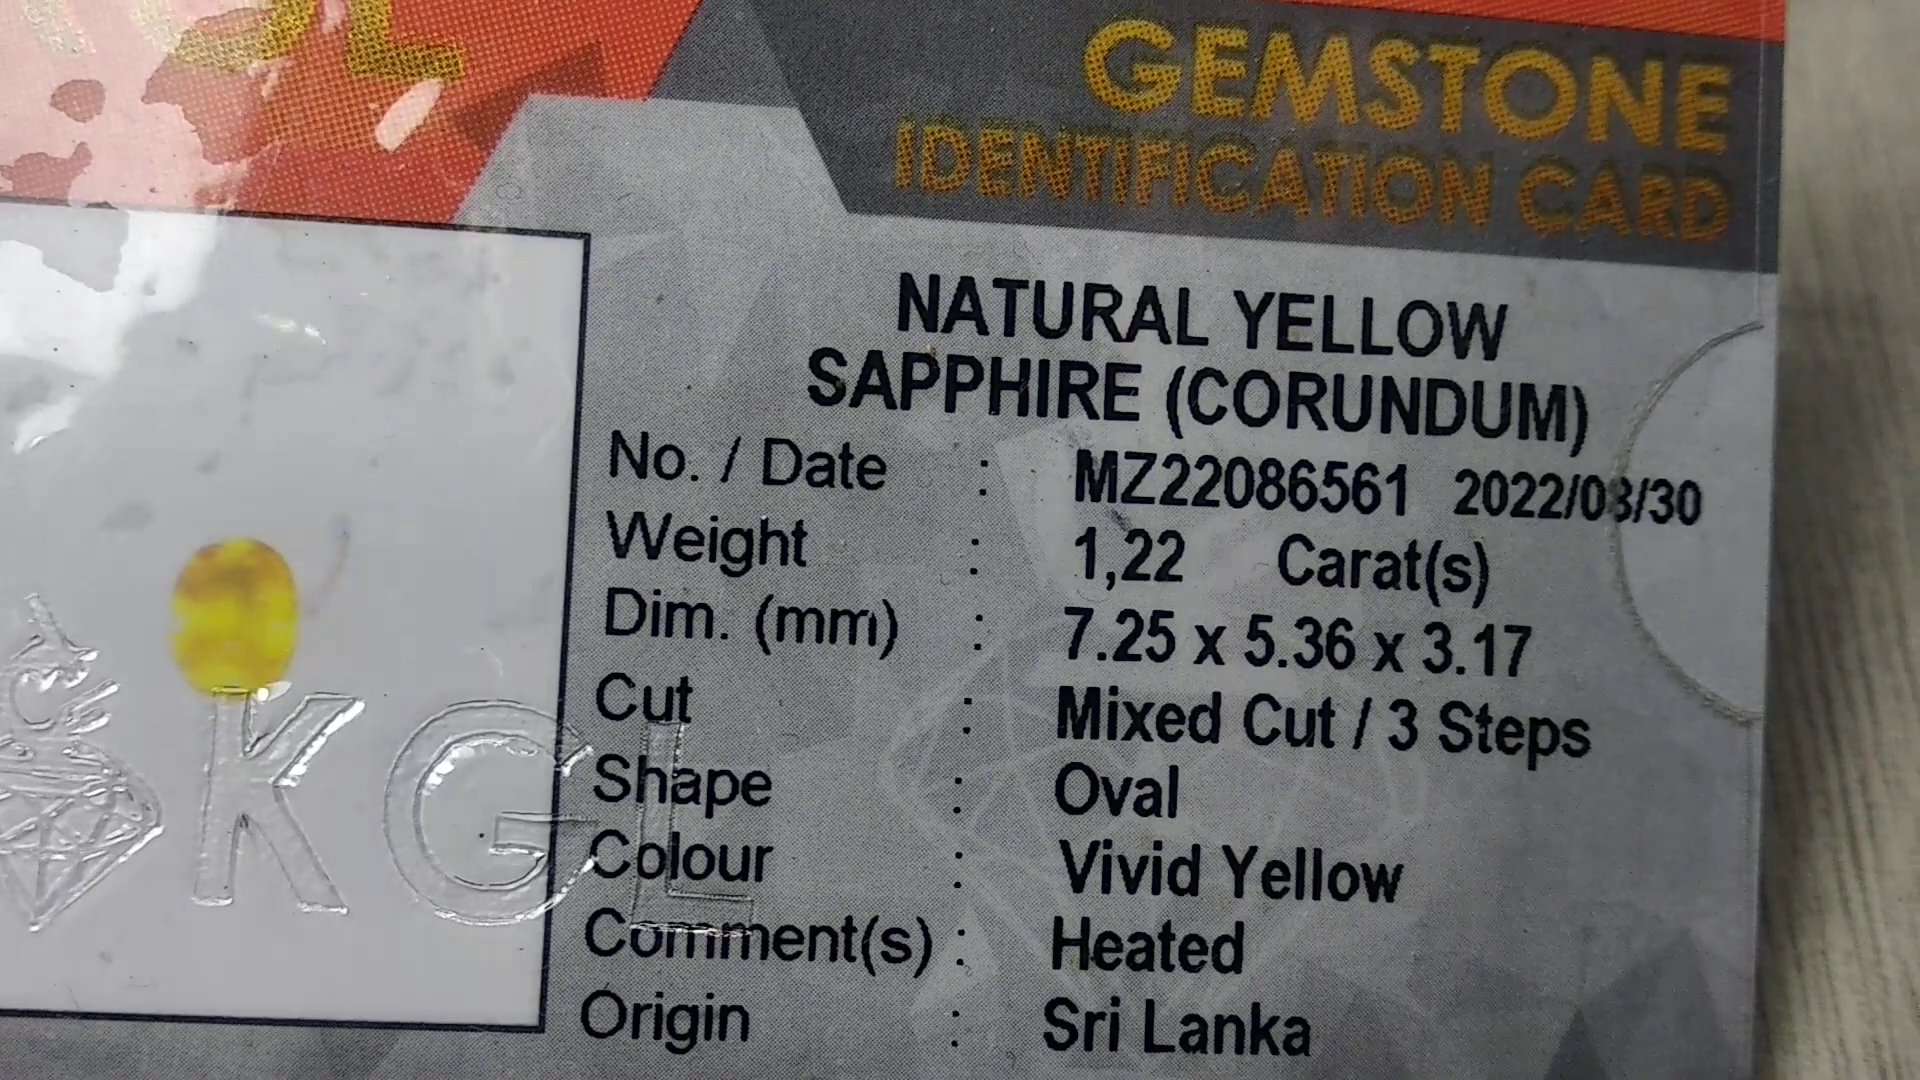 GEMSTONE
IDENTIFICATION CARD
NATURAL YELLOW
SAPPHIRE (CORUNDUM)
No. / Date : MZ22086561 2022/08/30
Weight : 1,22 Carat(s)
Dim. (mm) : 7.25 x 5.36 x 3.17
Cut : Mixed Cut / 3 Steps
Shape : Oval
Colour : Vivid Yellow
Comment(s) : Heated
Origin : Sri Lanka
KGL